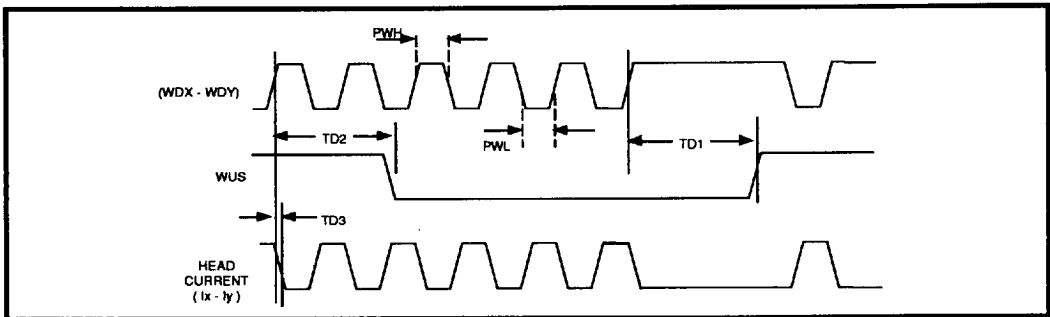 PWH
(WDX - WDY)
TD2
PWL
TD1
WUS
TD3
HEAD
CURRENT
( Ix - Iy )